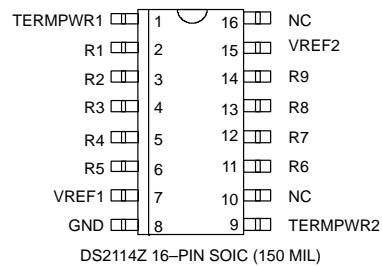 TERMPWR1 1 16 NC
R1 2 15 VREF2
R2 3 14 R9
R3 4 13 R8
R4 5 12 R7
R5 6 11 R6
VREF1 7 10 NC
GND 8 9 TERMPWR2
DS2114Z 16–PIN SOIC (150 MIL)